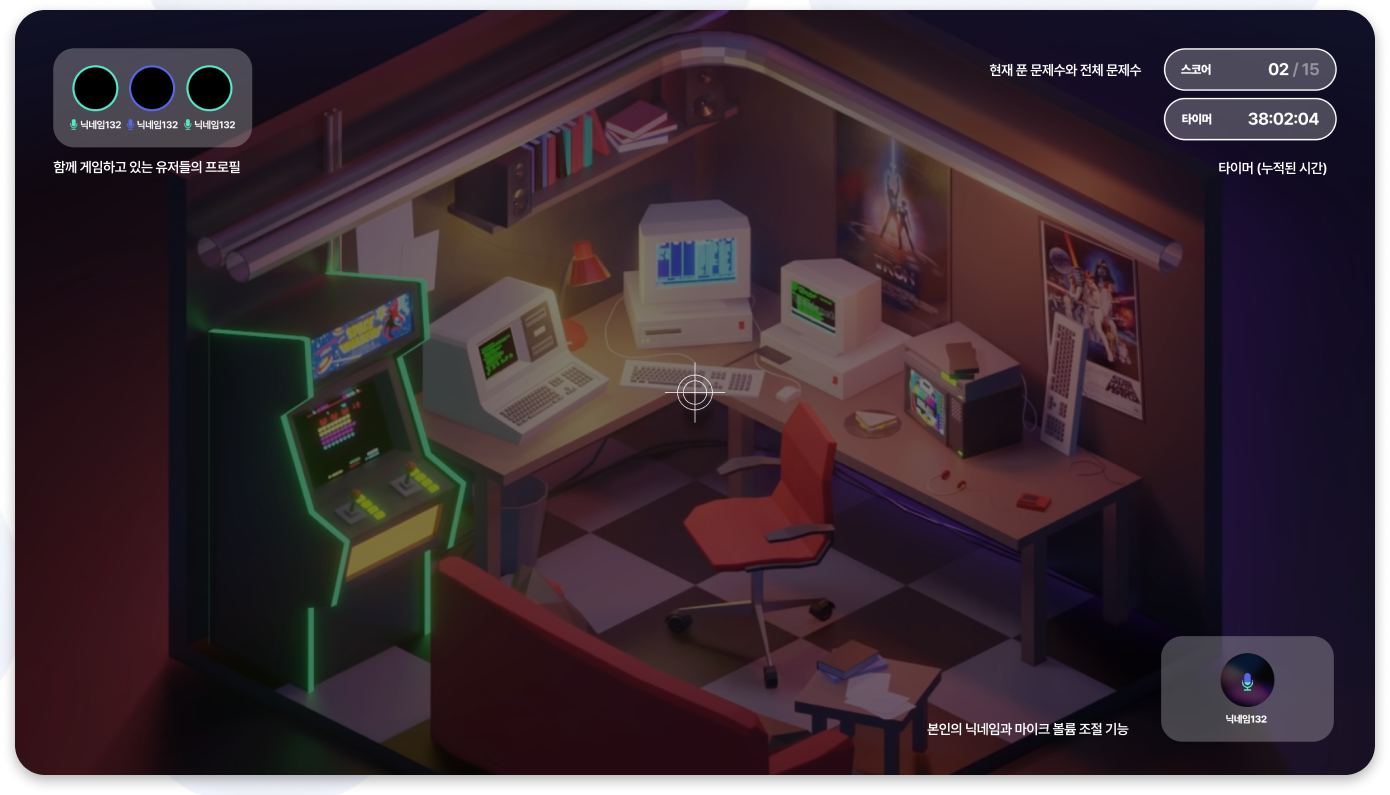 닉네임132 닉네임132 닉네임132
함께 게임하고 있는 유저들의 프로필
현재 푼 문제수와 전체 문제수
스코어 02 / 15
타이머 38:02:04
타이머 (누적된 시간)
TRON
STAR
WARS
닉네임132
본인의 닉네임과 마이크 볼륨 조절 기능